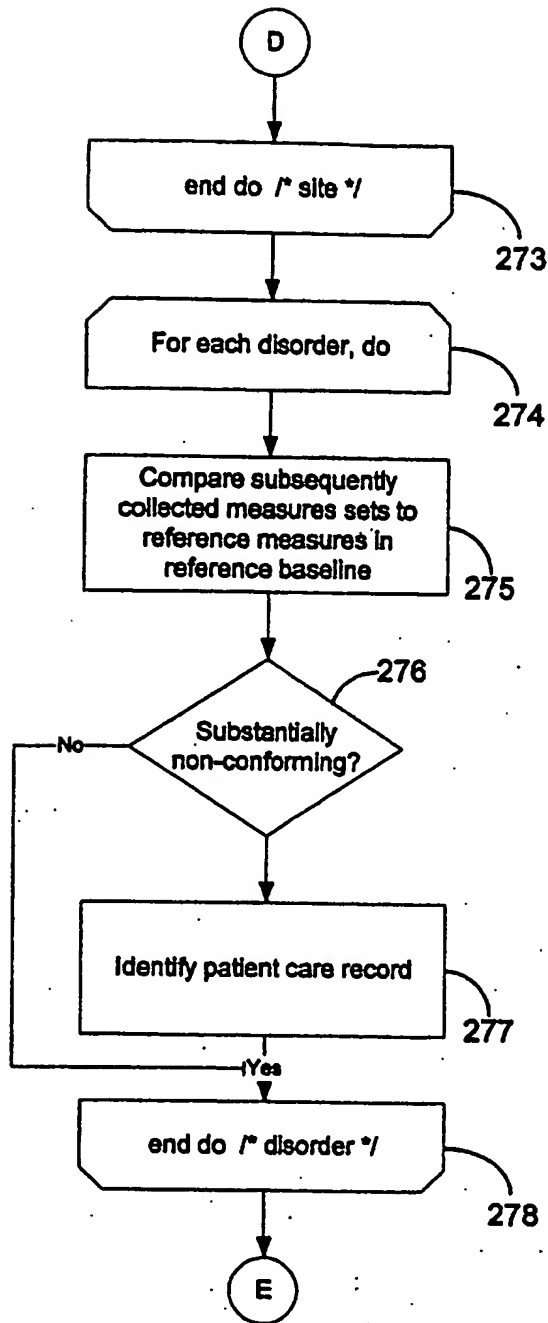 D
end do /* site */
273
For each disorder, do
274
Compare subsequently
collected measures sets to
reference measures in
reference baseline
275
276
Substantially
non-conforming?
No
Identify patient care record
277
Yes
end do /* disorder */
278
E